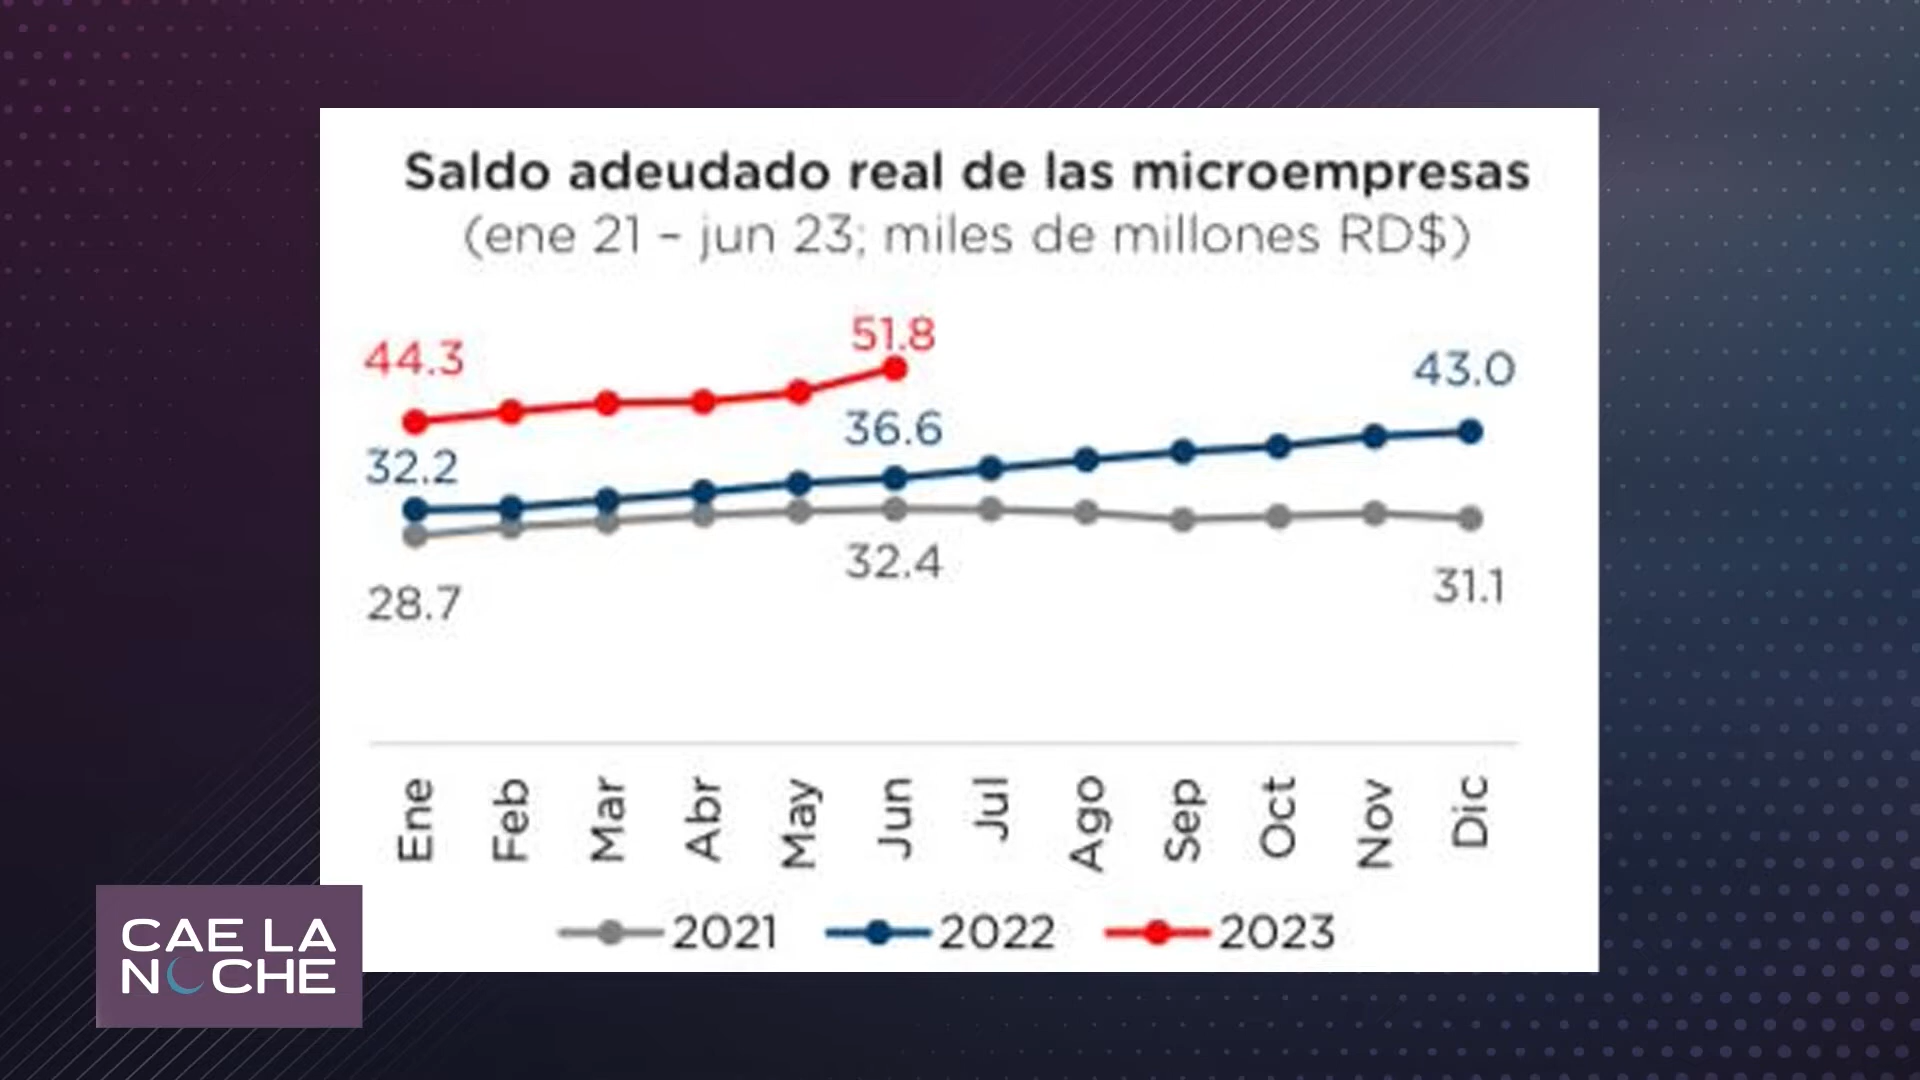 Saldo adeudado real de las microempresas
(ene 21 – jun 23; miles de millones RD$)
44.3
51.8
43.0
32.2
36.6
28.7
32.4
31.1
Ene Feb Mar Abr May Jun Jul Ago Sep Oct Nov Dic
2021 2022 2023
CAE LA
NOCHE